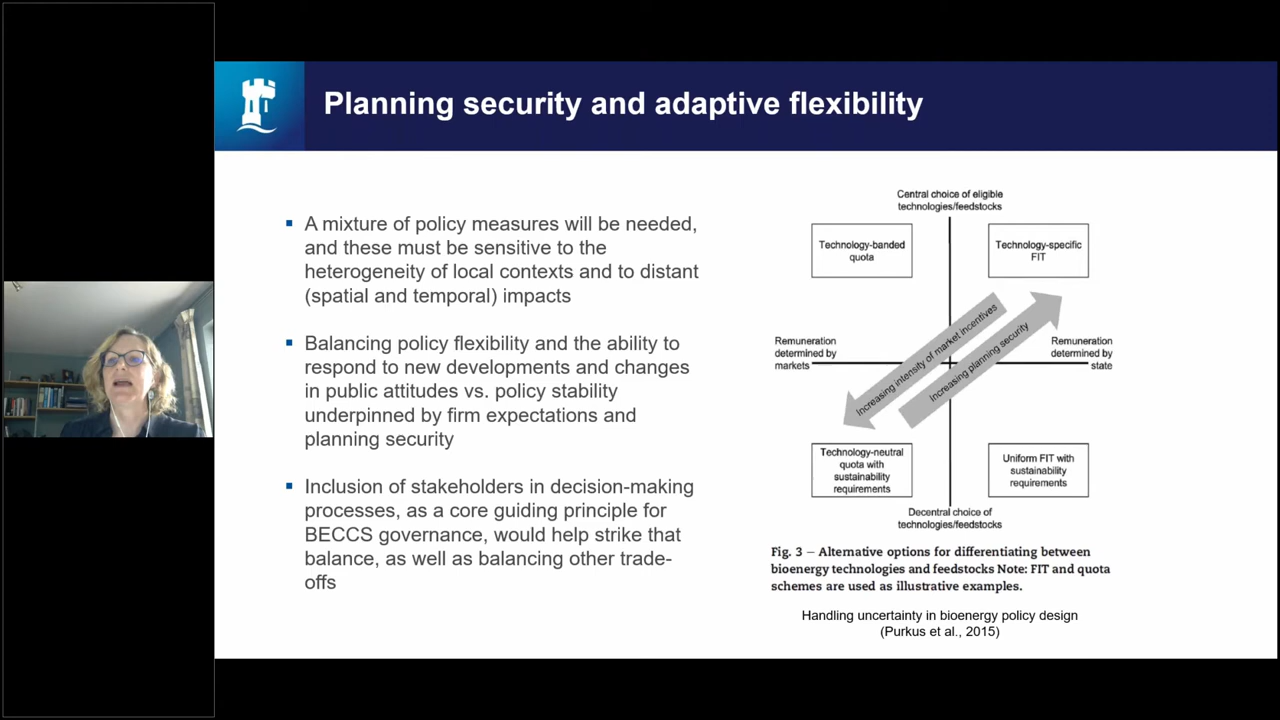 Planning security and adaptive flexibility
A mixture of policy measures will be needed,
and these must be sensitive to the
heterogeneity of local contexts and to distant
(spatial and temporal) impacts
Balancing policy flexibility and the ability to
respond to new developments and changes
in public attitudes vs. policy stability
underpinned by firm expectations and
planning security
Inclusion of stakeholders in decision-making
processes, as a core guiding principle for
BECCS governance, would help strike that
balance, as well as balancing other trade-
offs
Central choice of eligible
technologies/feedstocks
Technology-banded
quota
Technology-specific
FIT
Remuneration
determined by
markets
Remuneration
determined by
state
Increasing intensity of market incentives
Increasing planning security
Technology-neutral
quota with
sustainability
requirements
Uniform FIT with
sustainability
requirements
Decentral choice of
technologies/feedstocks
Fig. 3 – Alternative options for differentiating between
bioenergy technologies and feedstocks Note: FIT and quota
schemes are used as illustrative examples.
Handling uncertainty in bioenergy policy design
(Purkus et al., 2015)